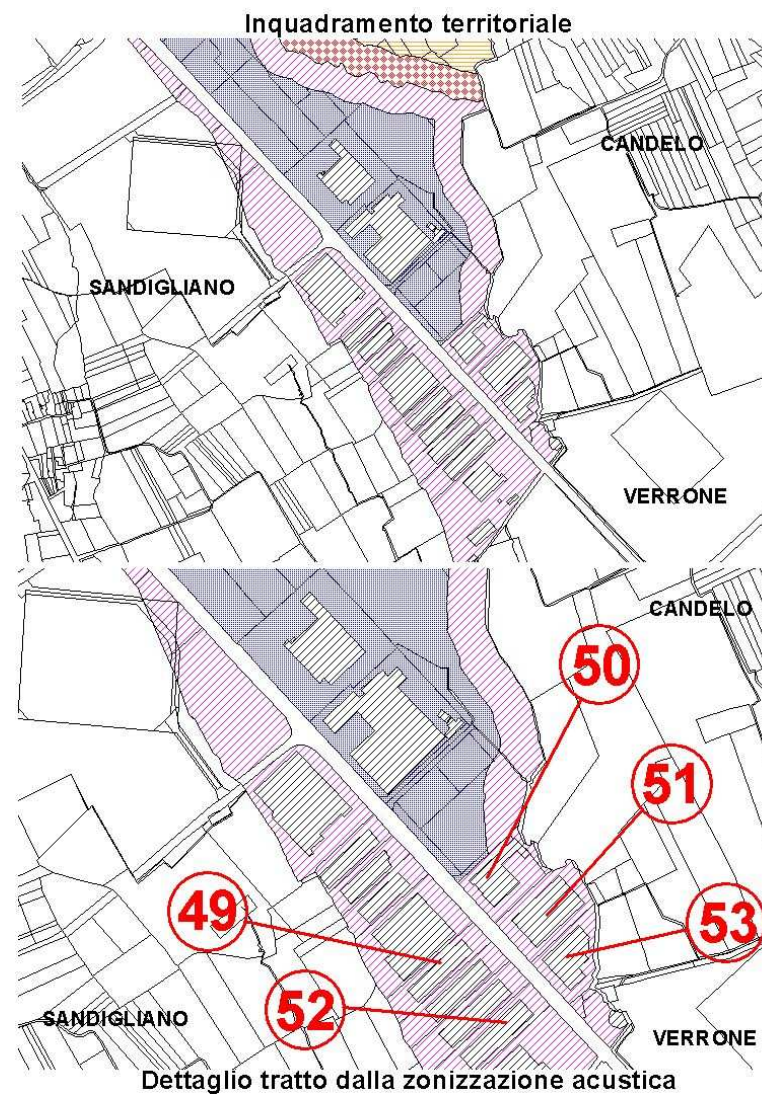 Inquadramento territoriale
CANDELO
SANDIGLIANO
VERRONE
CANDELO
50
51
49
53
52
SANDIGLIANO
VERRONE
Dettaglio tratto dalla zonizzazione acustica